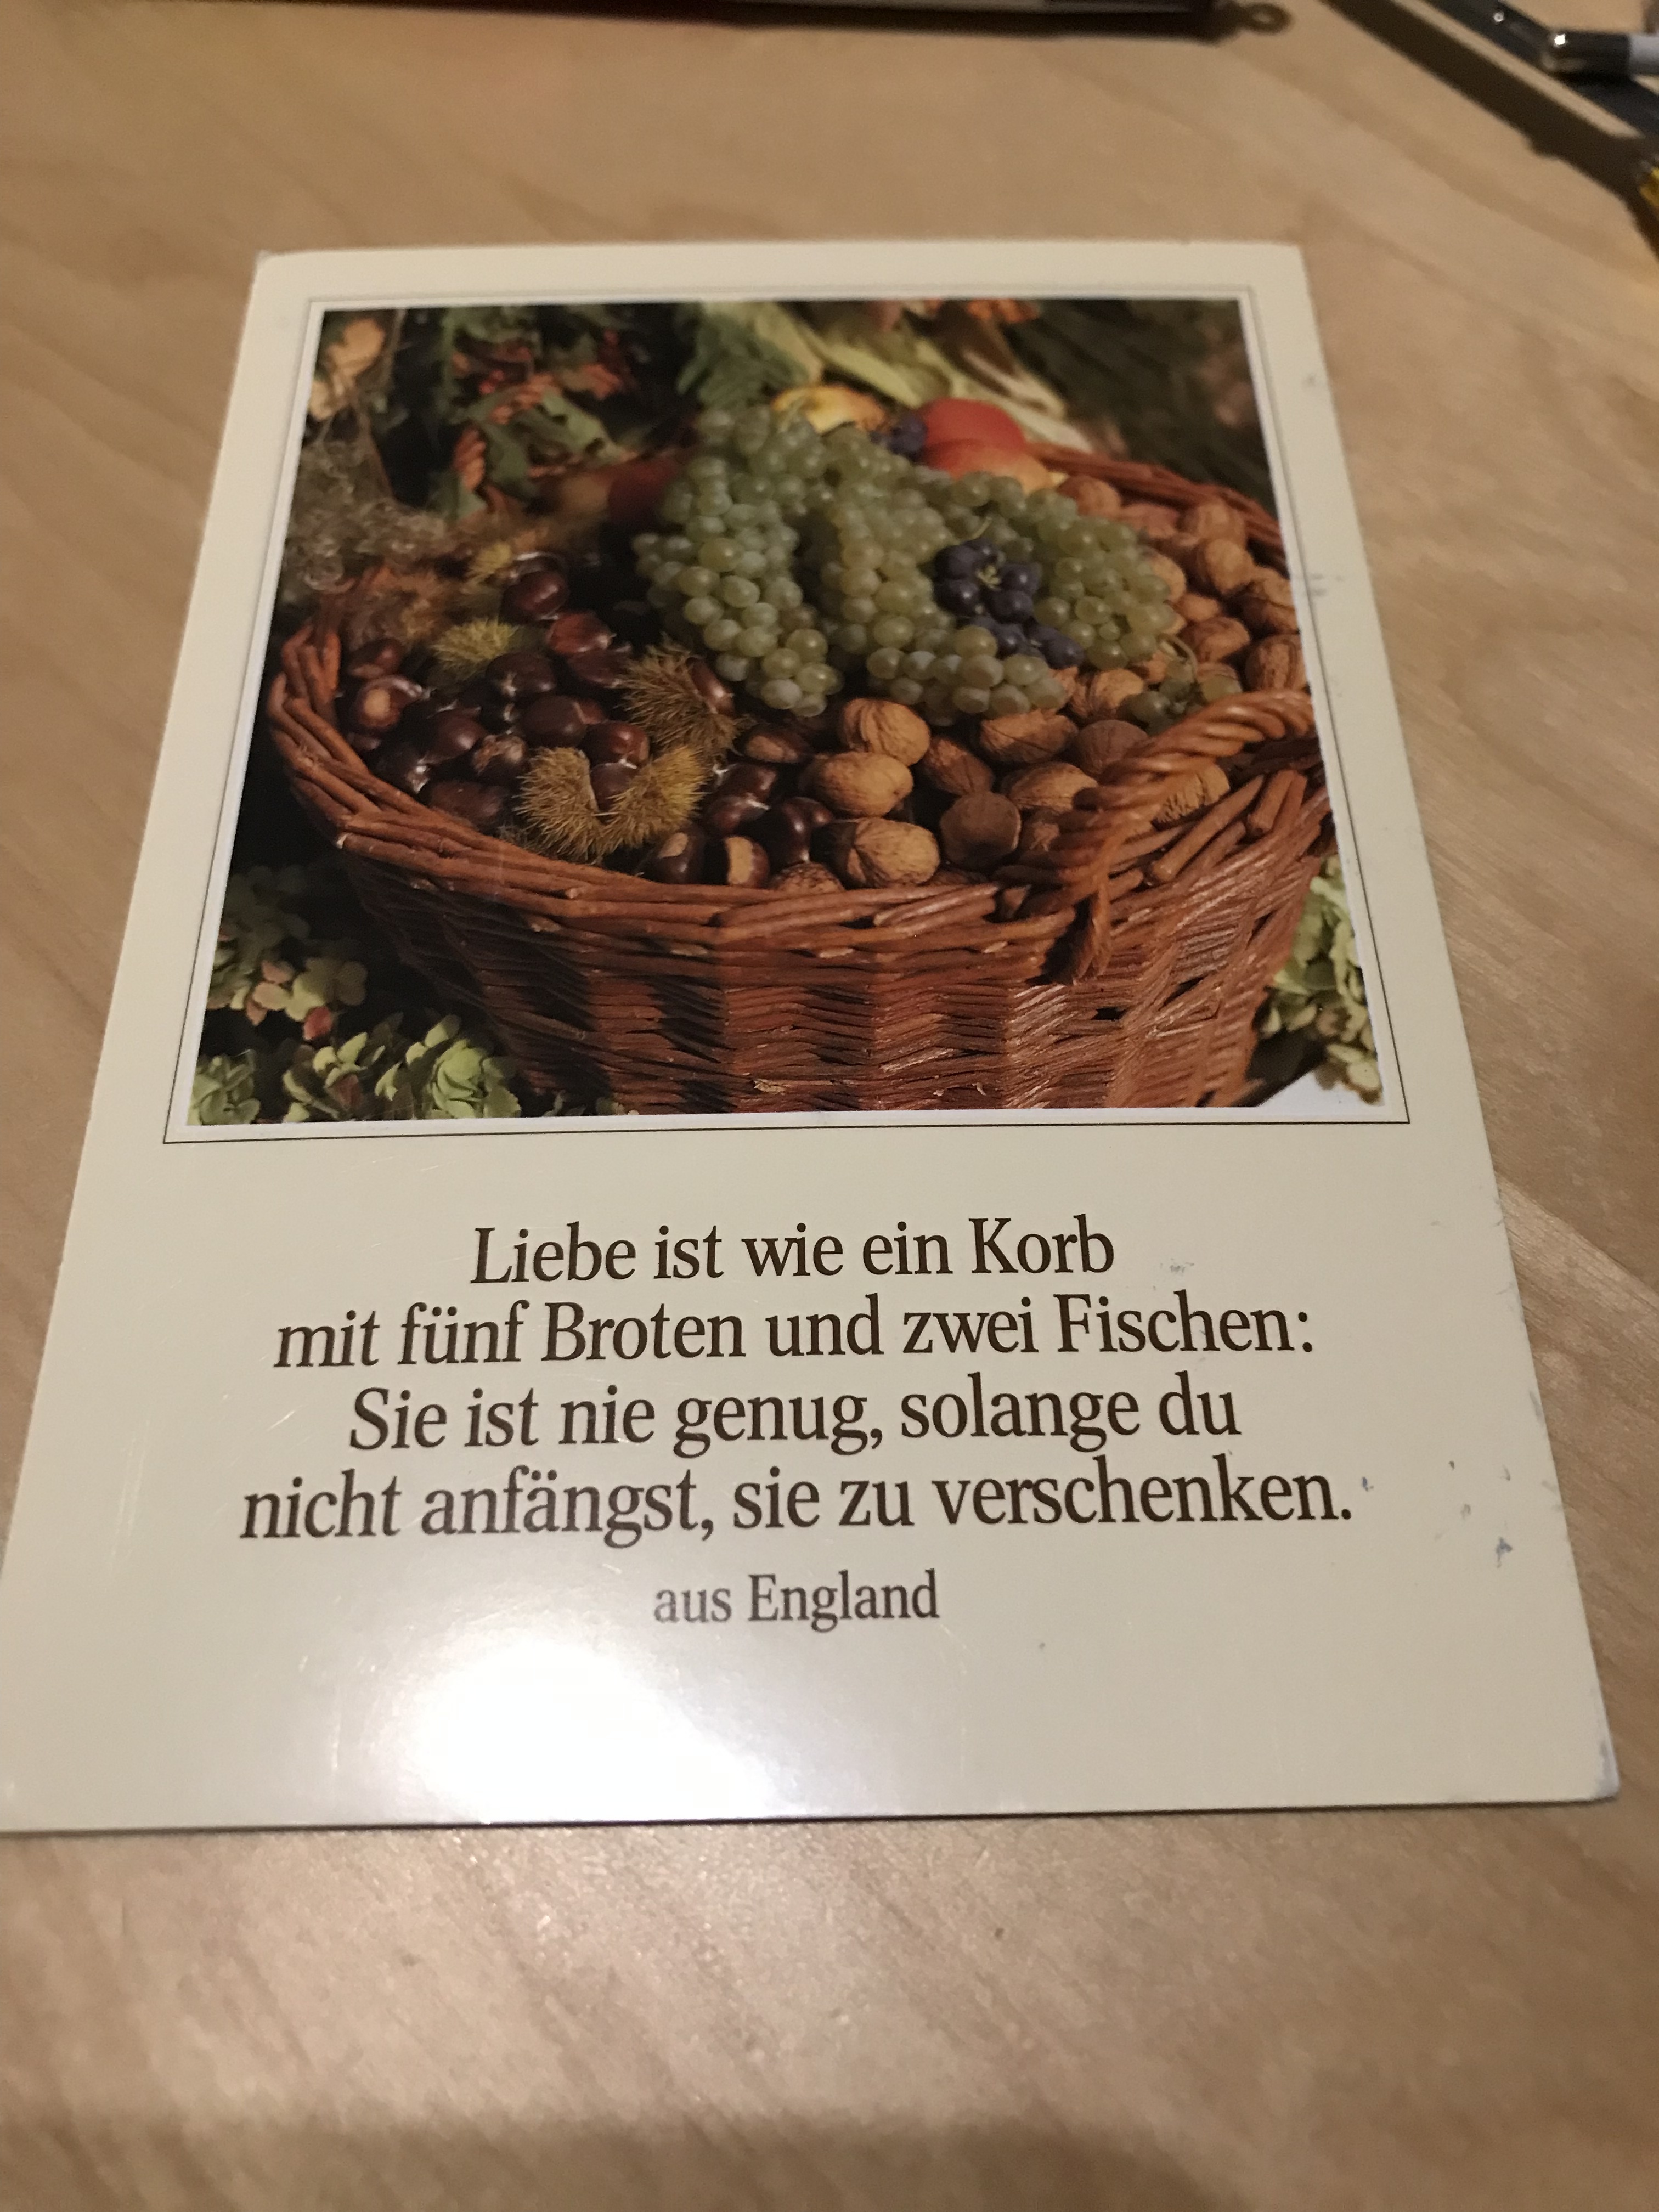 Liebe ist wie ein Korb
mit fünf Broten und zwei Fischen:
Sie ist nie genug, solange du
nicht anfängst, sie zu verschenken.
aus England